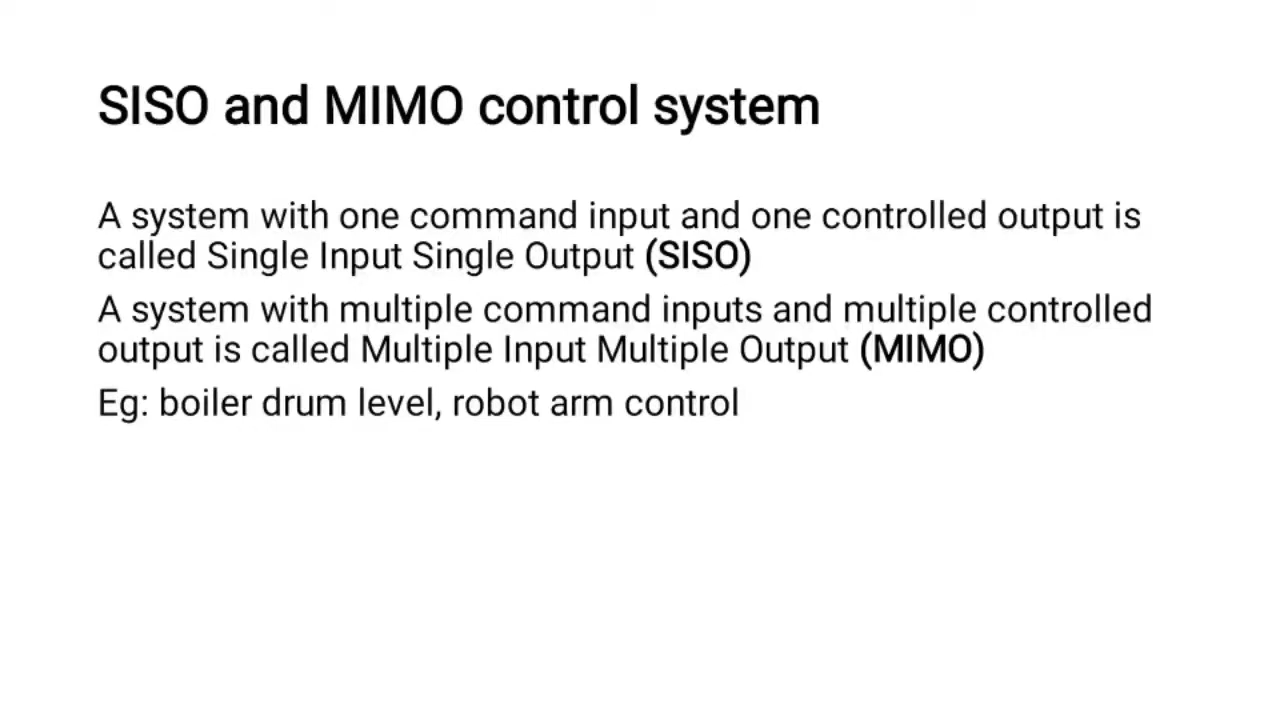 SISO and MIMO control system
A system with one command input and one controlled output is
called Single Input Single Output (SISO)
A system with multiple command inputs and multiple controlled
output is called Multiple Input Multiple Output (MIMO)
Eg: boiler drum level, robot arm control